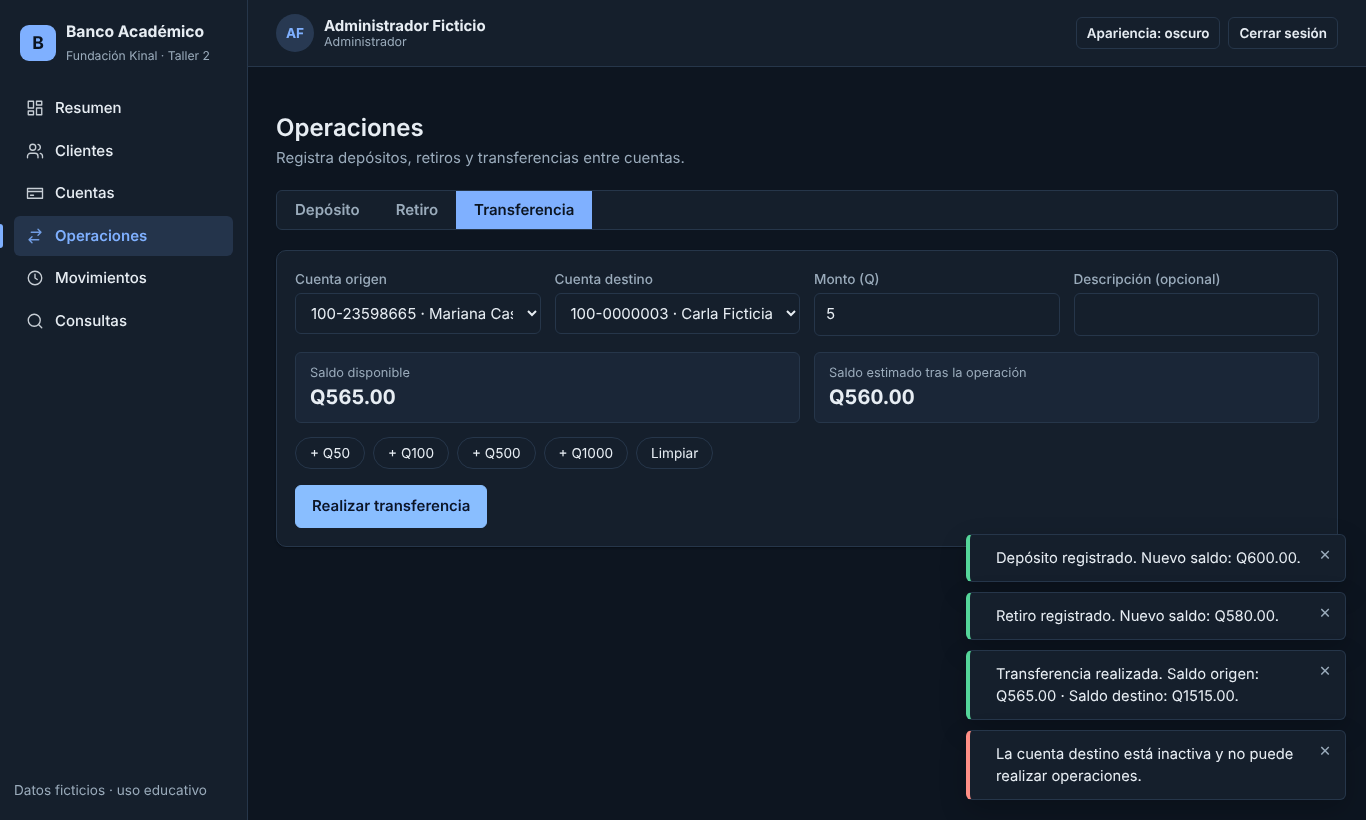 B
Banco Académico
Fundación Kinal · Taller 2
Resumen
Clientes
Cuentas
Operaciones
Movimientos
Consultas
Datos ficticios · uso educativo
AF
Administrador Ficticio
Administrador
Apariencia: oscuro
Cerrar sesión
Operaciones
Registra depósitos, retiros y transferencias entre cuentas.
Depósito
Retiro
Transferencia
Cuenta origen
100-23598665 · Mariana Cas
Cuenta destino
100-0000003 · Carla Ficticia
Monto (Q)
5
Descripción (opcional)
Saldo disponible
Q565.00
Saldo estimado tras la operación
Q560.00
+ Q50
+ Q100
+ Q500
+ Q1000
Limpiar
Realizar transferencia
Depósito registrado. Nuevo saldo: Q600.00.
Retiro registrado. Nuevo saldo: Q580.00.
Transferencia realizada. Saldo origen:
Q565.00 · Saldo destino: Q1515.00.
La cuenta destino está inactiva y no puede
realizar operaciones.